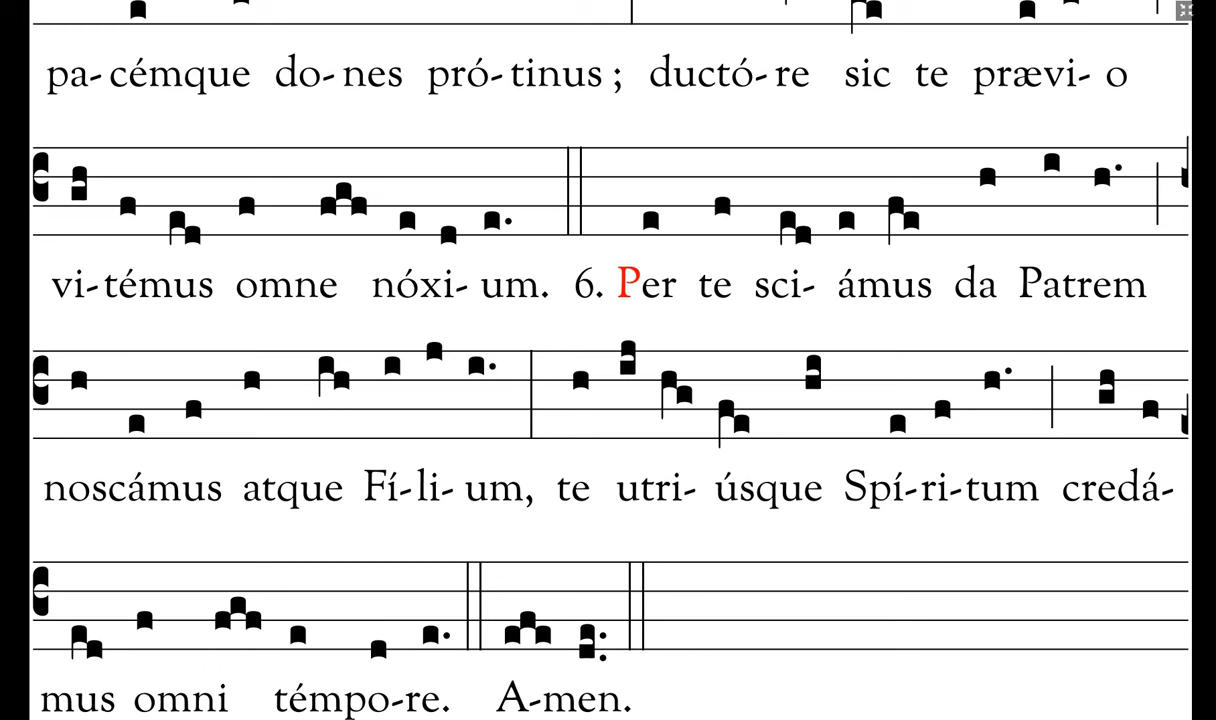 pa-cémque do-nes pró-tinus ; ductó-re sic te prævi-o
vi-témus omne nóxi-um. 6. Per te sci-ámus da Patrem
noscámus atque Fí-li-um, te utri-úsque Spí-ri-tum credá-
mus omni témpo-re. A-men.